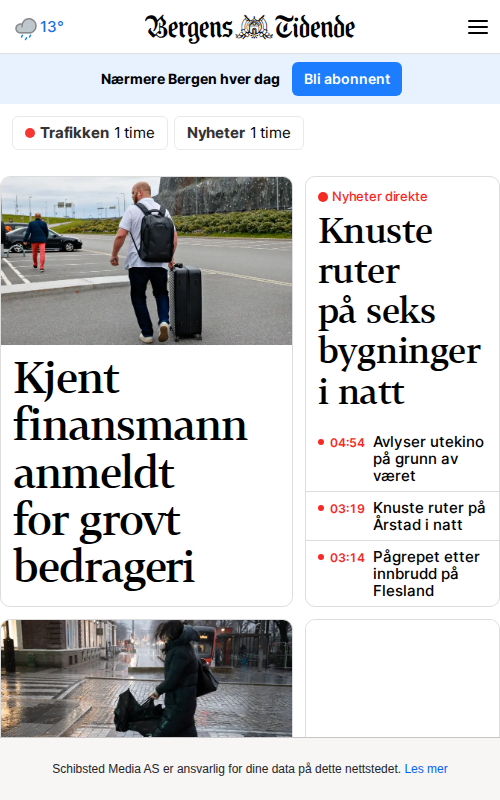 13°
Bergens Tidende
Nærmere Bergen hver dag
Bli abonnent
Trafikken 1 time
Nyheter 1 time
Kjent
finansmann
anmeldt
for grovt
bedrageri
Nyheter direkte
Knuste
ruter
på seks
bygninger
i natt
04:54 Avlyser utekino
på grunn av
været
03:19 Knuste ruter på
Årstad i natt
03:14 Pågrepet etter
innbrudd på
Flesland
Schibsted Media AS er ansvarlig for dine data på dette nettstedet. Les mer